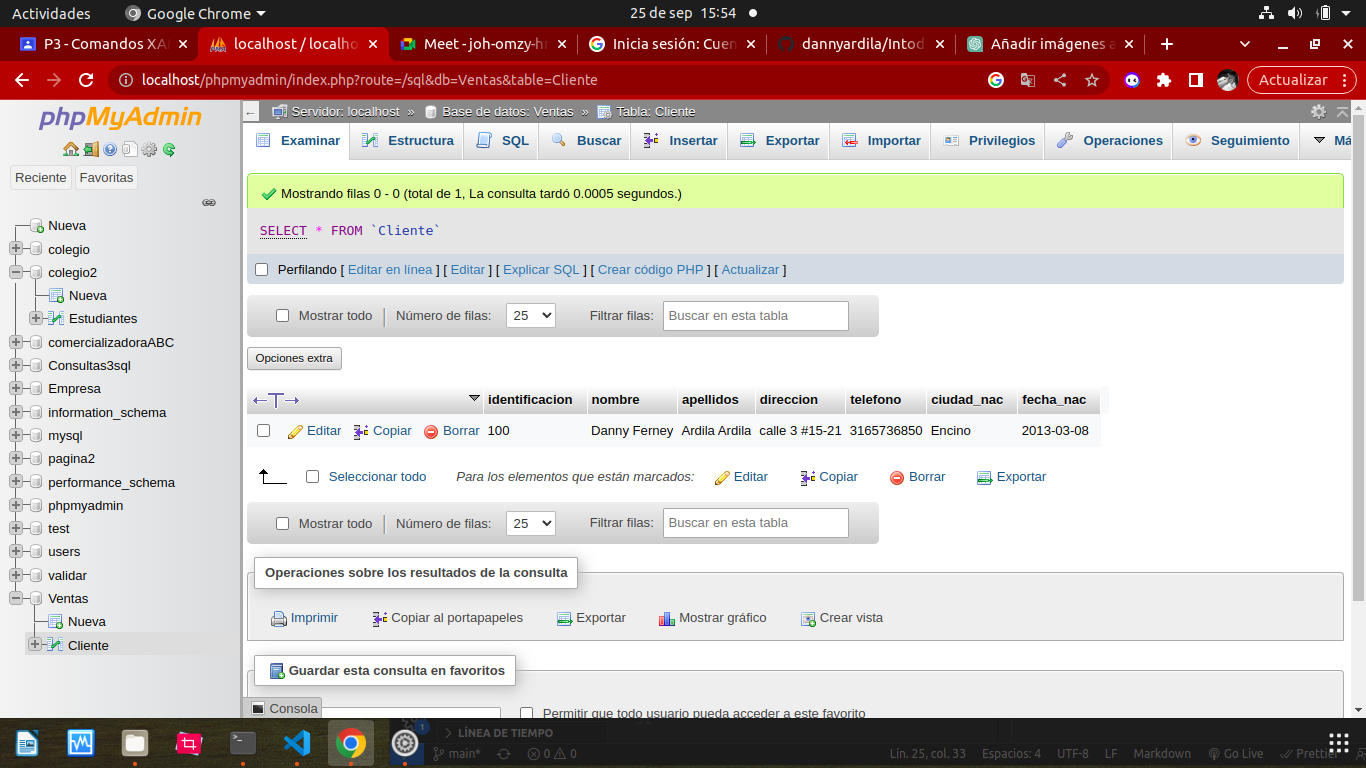 Actividades Google Chrome 25 de sep 15:54
P3 - Comandos XA localhost / localho Meet - joh-omzy-h Inicia sesión: Cuen dannyardila/Intod Añadir imágenes a
localhost/phpmyadmin/index.php?route=/sql&db=Ventas&table=Cliente Actualizar
phpMyAdmin
Reciente Favoritas
Nueva
colegio
colegio2
Nueva
Estudiantes
comercializadoraABC
Consultas3sql
Empresa
information_schema
mysql
pagina2
performance_schema
phpmyadmin
test
users
validar
Ventas
Nueva
Cliente
Servidor: localhost » Base de datos: Ventas » Tabla: Cliente
Examinar Estructura SQL Buscar Insertar Exportar Importar Privilegios Operaciones Seguimiento Má
Mostrando filas 0 - 0 (total de 1, La consulta tardó 0.0005 segundos.)
SELECT * FROM `Cliente`
Perfilando [ Editar en línea ] [ Editar ] [ Explicar SQL ] [ Crear código PHP ] [ Actualizar ]
Mostrar todo | Número de filas: 25 Filtrar filas: Buscar en esta tabla
Opciones extra
identificacion nombre apellidos direccion telefono ciudad_nac fecha_nac
Editar Copiar Borrar 100 Danny Ferney Ardila Ardila calle 3 #15-21 3165736850 Encino 2013-03-08
Seleccionar todo Para los elementos que están marcados: Editar Copiar Borrar Exportar
Mostrar todo | Número de filas: 25 Filtrar filas: Buscar en esta tabla
Operaciones sobre los resultados de la consulta
Imprimir Copiar al portapapeles Exportar Mostrar gráfico Crear vista
Guardar esta consulta en favoritos
Consola Permitir que todo usuario pueda acceder a este favorito
LÍNEA DE TIEMPO
main* 0 0 Lín. 25, col. 33 Espacios: 4 UTF-8 LF Markdown Go Live Prettier